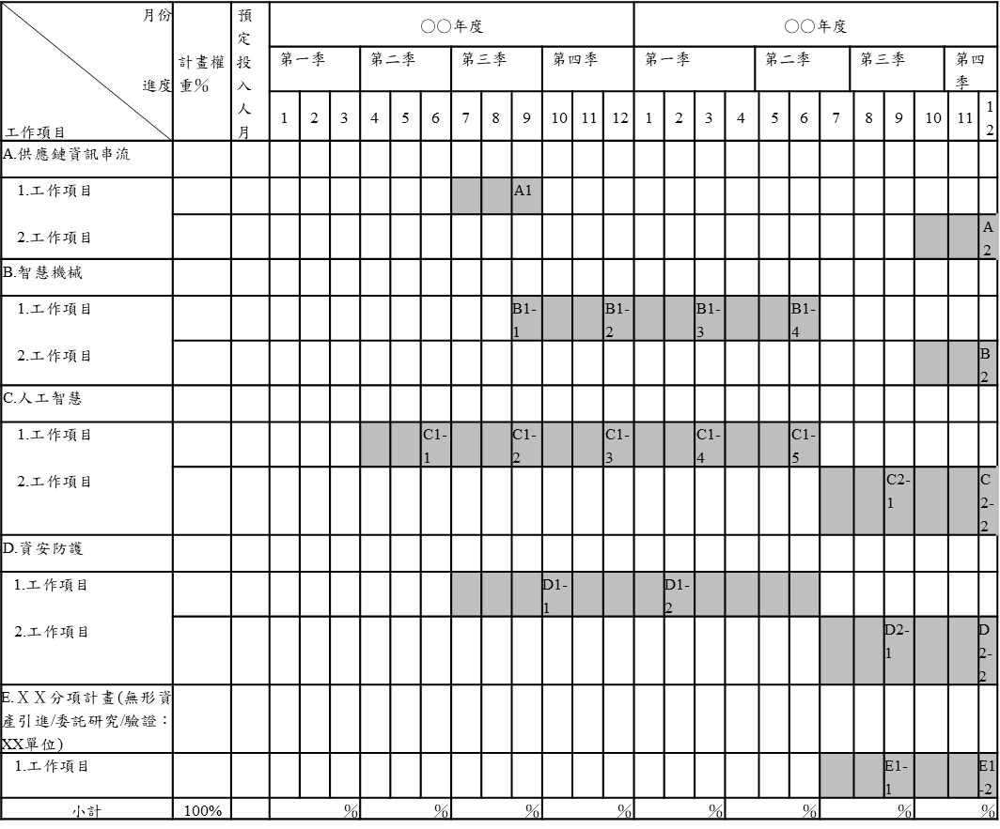 月份
進度
工作項目
計畫權
重%
預
定
投
入
人
月
○○年度
○○年度
第一季
第二季
第三季
第四季
第一季
第二季
第三季
第四
季
1 2 3 4 5 6 7 8 9 10 11 12 1 2 3 4 5 6 7 8 9 10 11 1
2
A.供應鏈資訊串流
1.工作項目
A1
2.工作項目
A
2
B.智慧機械
1.工作項目
B1-
1
B1-
2
B1-
3
B1-
4
2.工作項目
B
2
C.人工智慧
1.工作項目
C1-
1
C1-
2
C1-
3
C1-
4
C1-
5
2.工作項目
C2-
1
C
2-
2
D.資安防護
1.工作項目
D1-
1
D1-
2
2.工作項目
D2-
1
D
2-
2
E.ＸＸ分項計畫(無形資
產引進/委託研究/驗證：
XX單位)
1.工作項目
E1-
1
E1
-2
小計 100% % % % % % % % %